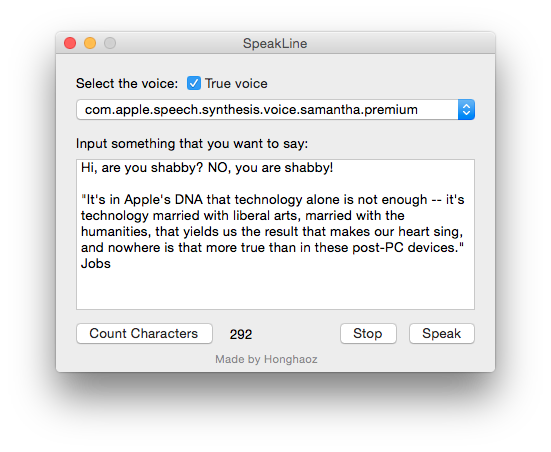 SpeakLine
Select the voice: True voice
com.apple.speech.synthesis.voice.samantha.premium
Input something that you want to say:
Hi, are you shabby? NO, you are shabby!
"It's in Apple's DNA that technology alone is not enough -- it's
technology married with liberal arts, married with the
humanities, that yields us the result that makes our heart sing,
and nowhere is that more true than in these post-PC devices."
Jobs
Count Characters 292 Stop Speak
Made by Honghaoz